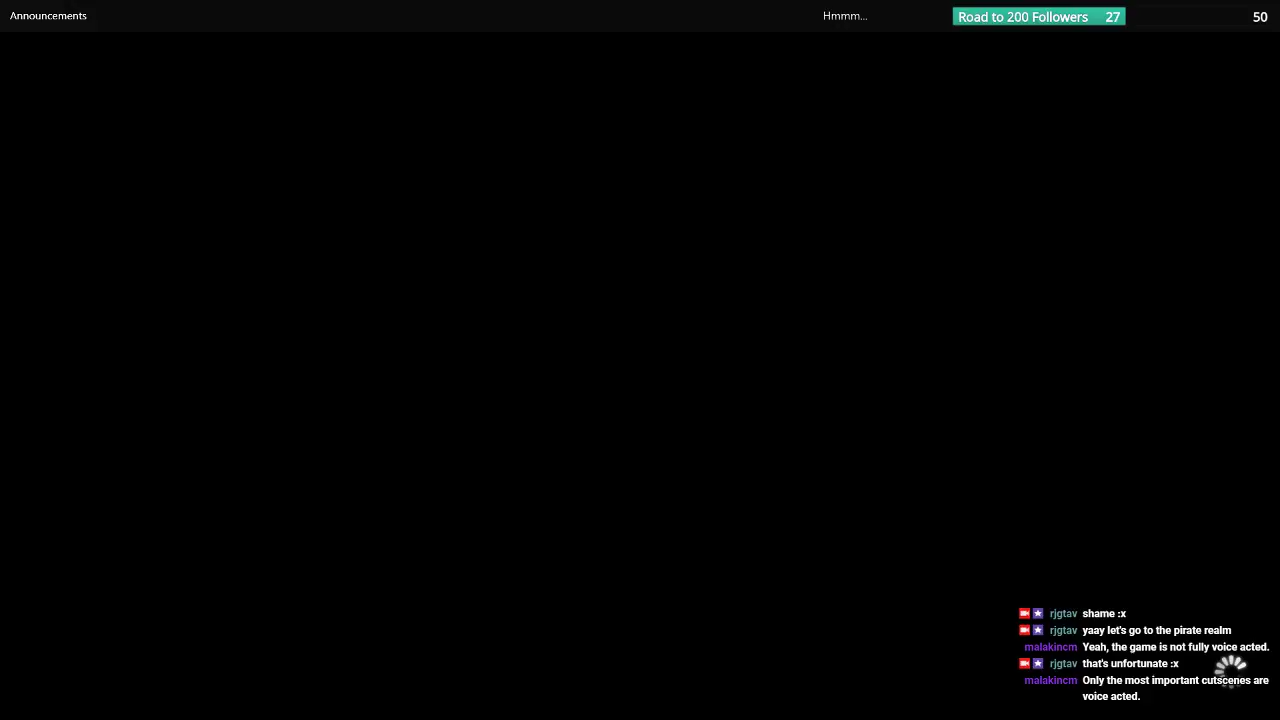 Announcements
Hmmm...
Road to 200 Followers 27
50
rjgtav shame :x
rjgtav yaay let's go to the pirate realm
malakincm Yeah, the game is not fully voice acted.
rjgtav that's unfortunate :x
malakincm Only the most important cutscenes are
voice acted.